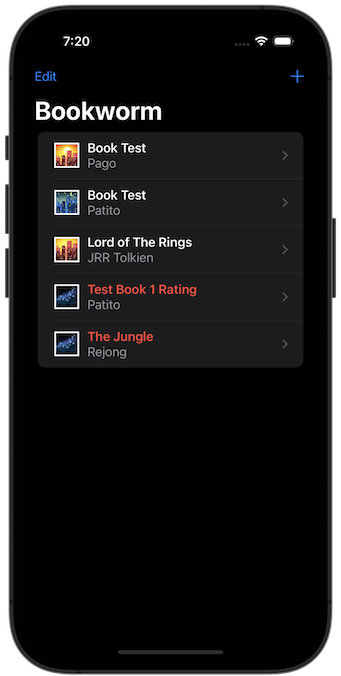 7:20
Edit
Bookworm
Book Test
Pago
Book Test
Patito
Lord of The Rings
JRR Tolkien
Test Book 1 Rating
Patito
The Jungle
Rejong